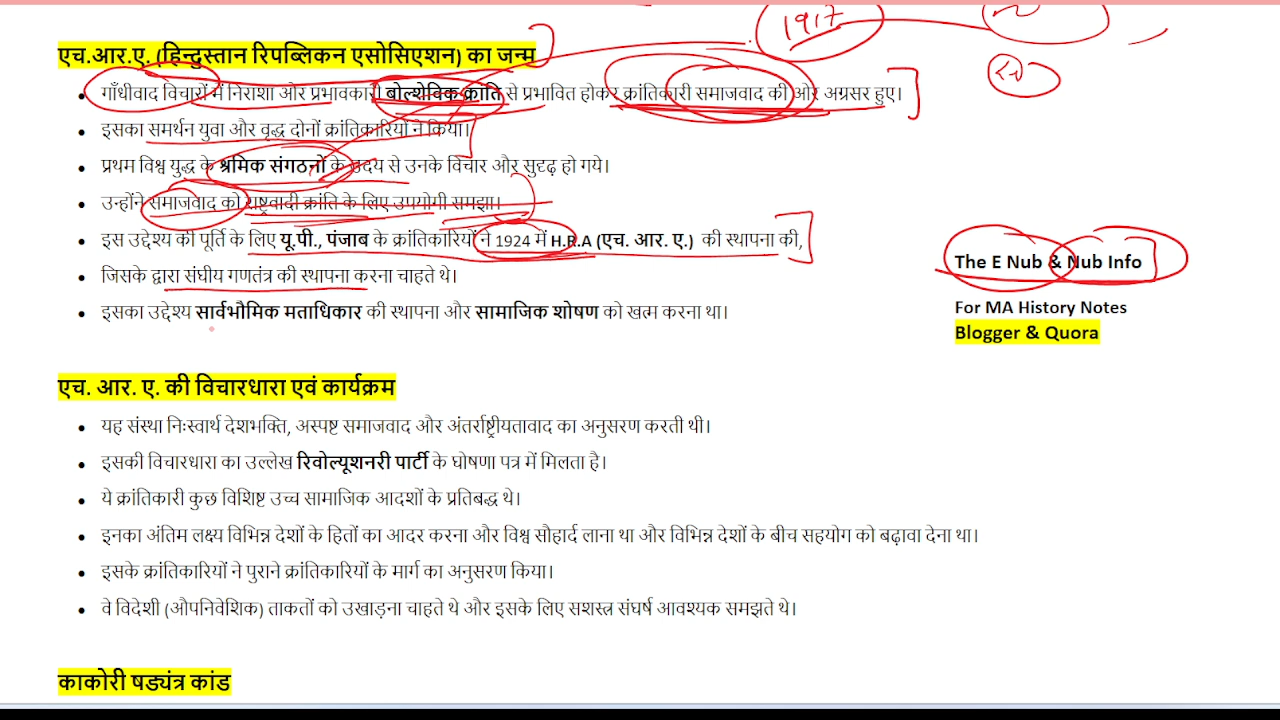 1917
एच.आर.ए. (हिन्दुस्तान रिपब्लिकन एसोसिएशन) का जन्म
गाँधीवाद विचारों में निराशा और प्रभावकारी बोल्शेविक क्रांति से प्रभावित होकर क्रांतिकारी समाजवाद की ओर अग्रसर हुए।
इसका समर्थन युवा और वृद्ध दोनों क्रांतिकारियों ने किया।
प्रथम विश्व युद्ध के श्रमिक संगठनों के उदय से उनके विचार और सुदृढ़ हो गये।
उन्होंने समाजवाद को राष्ट्रवादी क्रांति के लिए उपयोगी समझा।
इस उद्देश्य की पूर्ति के लिए यू.पी., पंजाब के क्रांतिकारियों ने 1924 में H.R.A (एच. आर. ए.) की स्थापना की,
जिसके द्वारा संघीय गणतंत्र की स्थापना करना चाहते थे।
इसका उद्देश्य सार्वभौमिक मताधिकार की स्थापना और सामाजिक शोषण को खत्म करना था।
The E Nub & Nub Info
For MA History Notes
Blogger & Quora
एच. आर. ए. की विचारधारा एवं कार्यक्रम
यह संस्था निःस्वार्थ देशभक्ति, अस्पष्ट समाजवाद और अंतर्राष्ट्रीयतावाद का अनुसरण करती थी।
इसकी विचारधारा का उल्लेख रिवोल्यूशनरी पार्टी के घोषणा पत्र में मिलता है।
ये क्रांतिकारी कुछ विशिष्ट उच्च सामाजिक आदर्शों के प्रतिबद्ध थे।
इनका अंतिम लक्ष्य विभिन्न देशों के हितों का आदर करना और विश्व सौहार्द लाना था और विभिन्न देशों के बीच सहयोग को बढ़ावा देना था।
इसके क्रांतिकारियों ने पुराने क्रांतिकारियों के मार्ग का अनुसरण किया।
वे विदेशी (औपनिवेशिक) ताकतों को उखाड़ना चाहते थे और इसके लिए सशस्त्र संघर्ष आवश्यक समझते थे।
काकोरी षड्यंत्र कांड